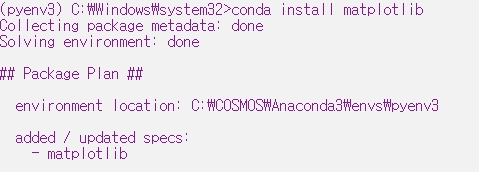 (pyenv3) C:₩Windows₩system32>conda install matplotlib
Collecting package metadata: done
Solving environment: done
## Package Plan ##
environment location: C:₩COSMOS₩Anaconda3₩envs₩pyenv3
added / updated specs:
- matplotlib